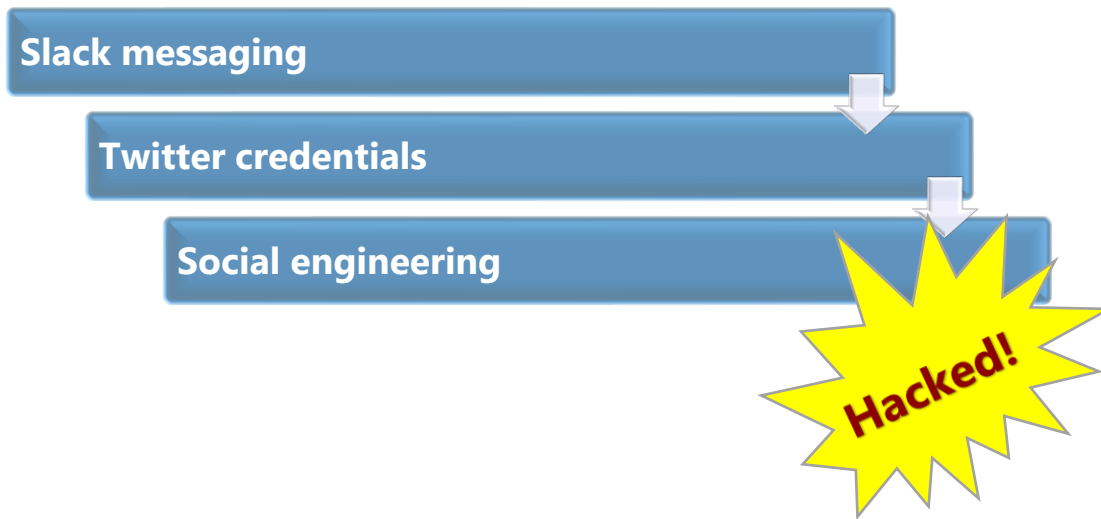 Slack messaging
Twitter credentials
Social engineering
Hacked!